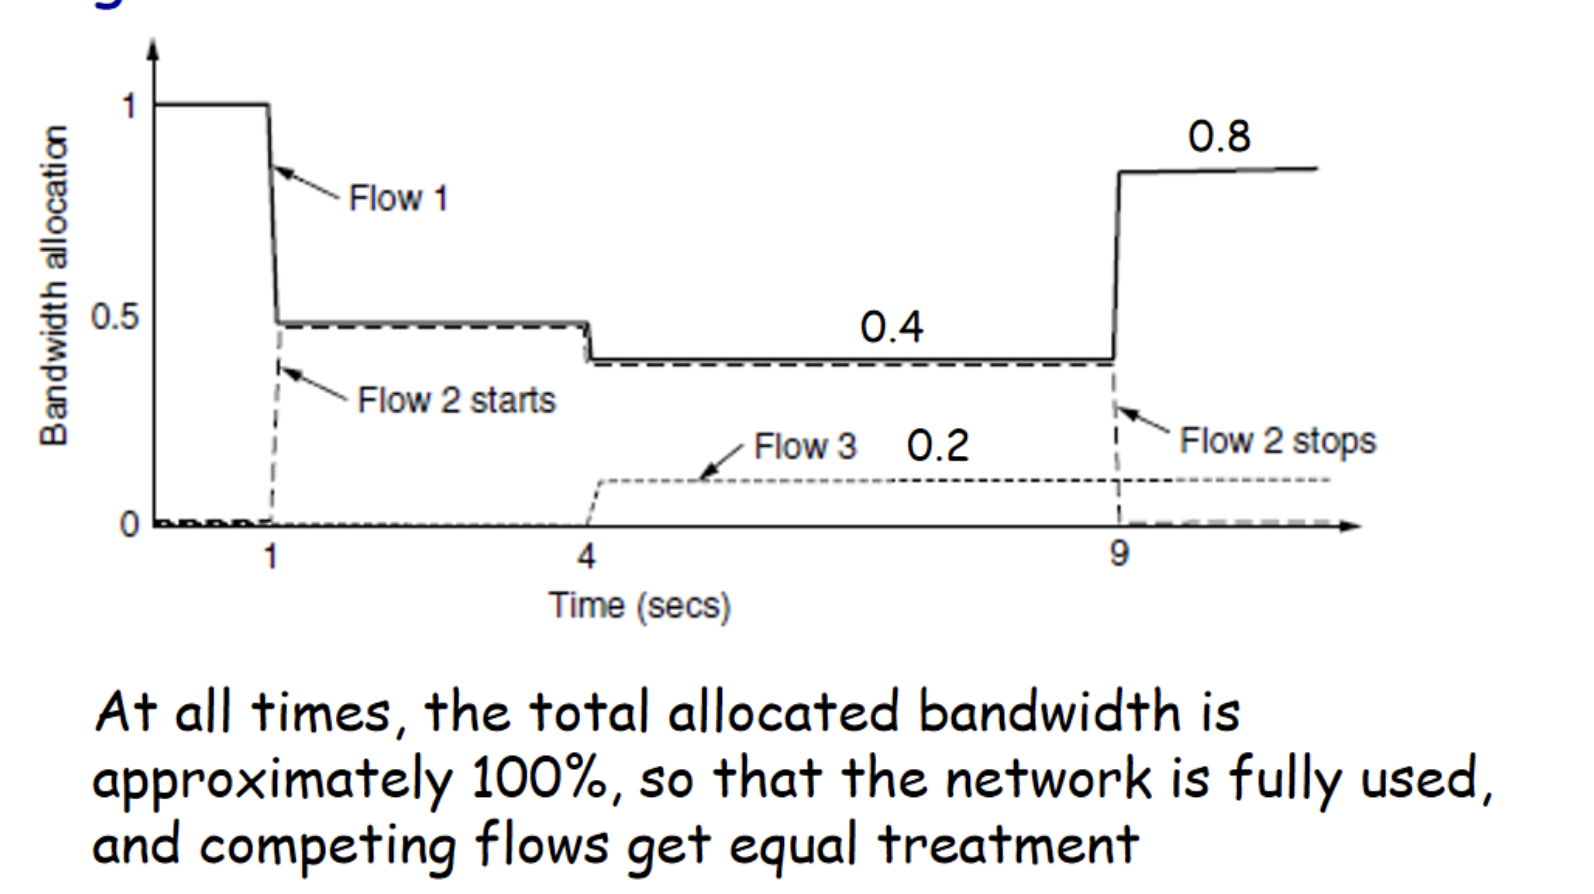 1
0.8
Flow 1
Bandwidth allocation
0.5
0.4
Flow 2 starts
Flow 3 0.2
Flow 2 stops
0
1 4 9
Time (secs)
At all times, the total allocated bandwidth is
approximately 100%, so that the network is fully used,
and competing flows get equal treatment